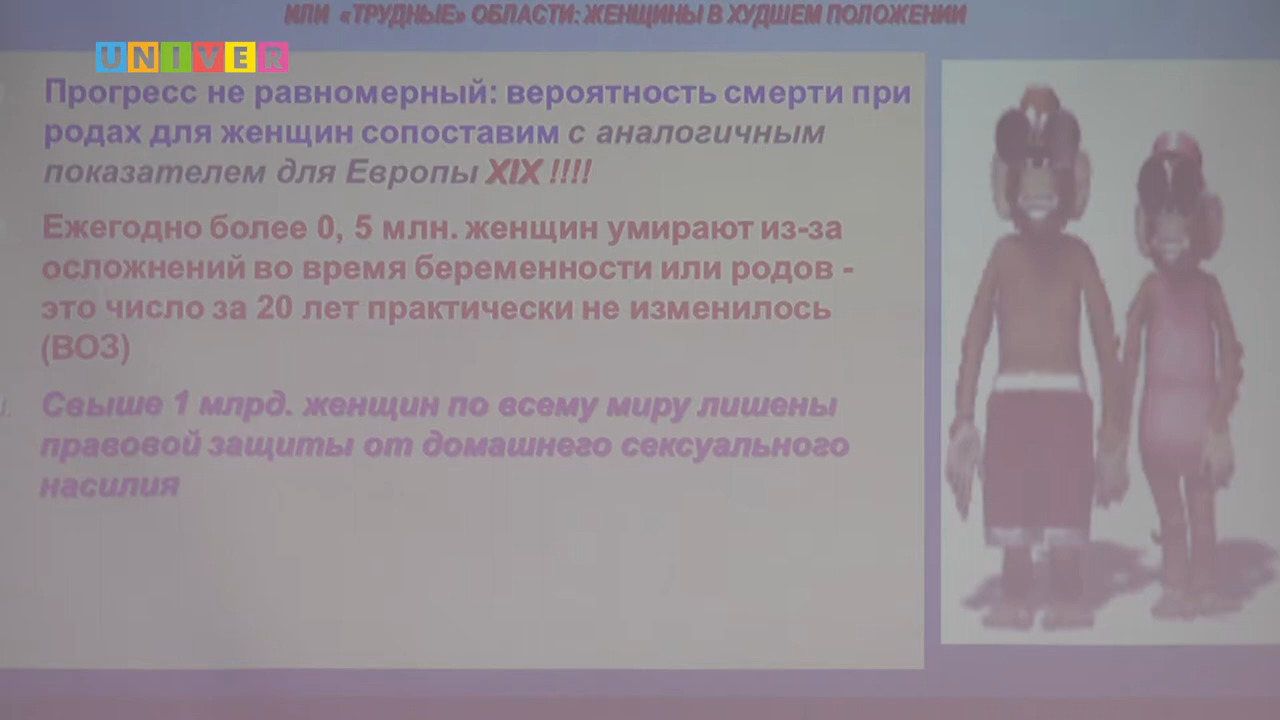 ИЛИ «ТРУДНЫЕ» ОБЛАСТИ: ЖЕНЩИНЫ В ХУДШЕМ ПОЛОЖЕНИИ
UNIVER
Прогресс не равномерный: вероятность смерти при
родах для женщин сопоставим с аналогичным
показателем для Европы XIX !!!!
Ежегодно более 0, 5 млн. женщин умирают из-за
осложнений во время беременности или родов -
это число за 20 лет практически не изменилось
(ВОЗ)
Свыше 1 млрд. женщин по всему миру лишены
правовой защиты от домашнего сексуального
насилия